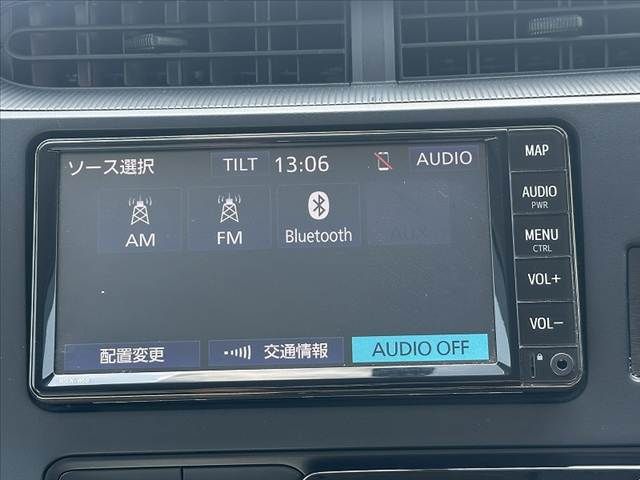 ソース選択 TILT 13:06 AUDIO
AM FM Bluetooth AUX
配置変更 交通情報 AUDIO OFF
MAP
AUDIO
PWR
MENU
CTRL
VOL+
VOL-